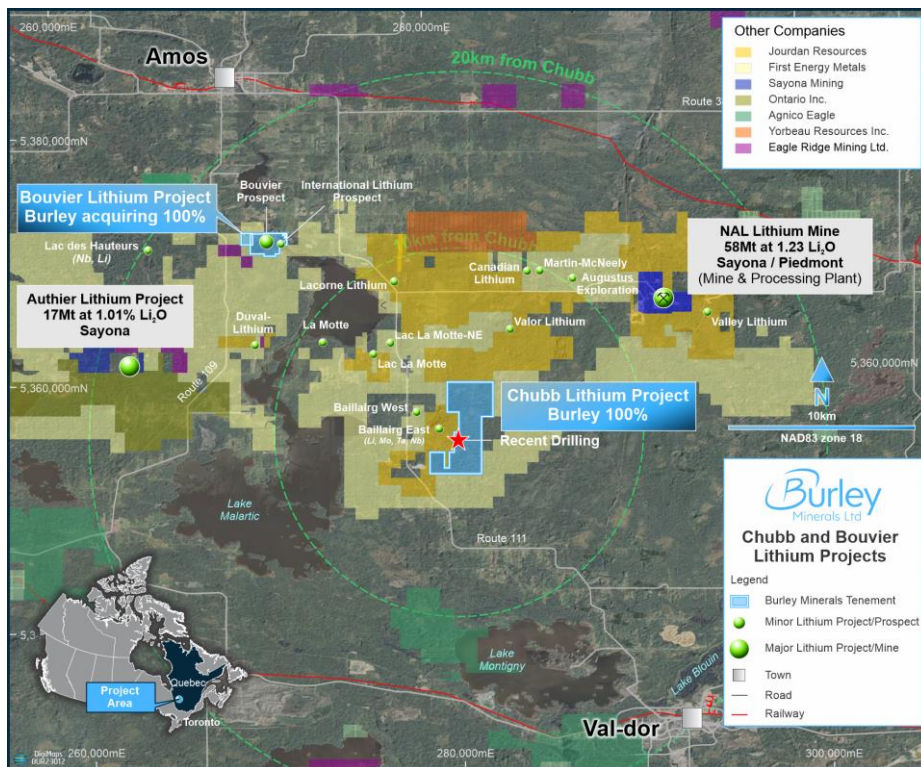 260,000mE
280,000mE
Amos
20km from Chubb
5,380,000mN
Other Companies
Jourdan Resources
First Energy Metals
Sayona Mining
Ontario Inc.
Agnico Eagle
Yorbeau Resources Inc.
Eagle Ridge Mining Ltd.
Bouvier Lithium Project
Burley acquiring 100%
Bouvier
Prospect
International Lithium
Prospect
Lac des Hauteurs
(Nb, Li)
10km from Chubb
NAL Lithium Mine
58Mt at 1.23 Li₂O
Sayona / Piedmont
(Mine & Processing Plant)
Authier Lithium Project
17Mt at 1.01% Li₂O
Sayona
Lacorne Lithium
Canadian
Lithium
Martin-McNeely
Augustus
Exploration
Duval-
Lithium
La Motte
Lac La Motte-NE
Lac La Motte
Valor Lithium
Valley Lithium
5,360,000mN
5,360,000mN
Route 109
Chubb Lithium Project
Burley 100%
Baillairg West
Baillairg East
(Li, Mo, Ta, Nb)
Recent Drilling
N
10km
NAD83 zone 18
Lake
Malartic
Route 111
Burley
Minerals Ltd
Chubb and Bouvier
Lithium Projects
Legend
Burley Minerals Tenement
Minor Lithium Project/Prospect
Major Lithium Project/Mine
Town
Road
Railway
Quebec
Project
Area
Toronto
Lake
Montigny
Lake Blouin
Val-dor
260,000mE
280,000mE
300,000mE